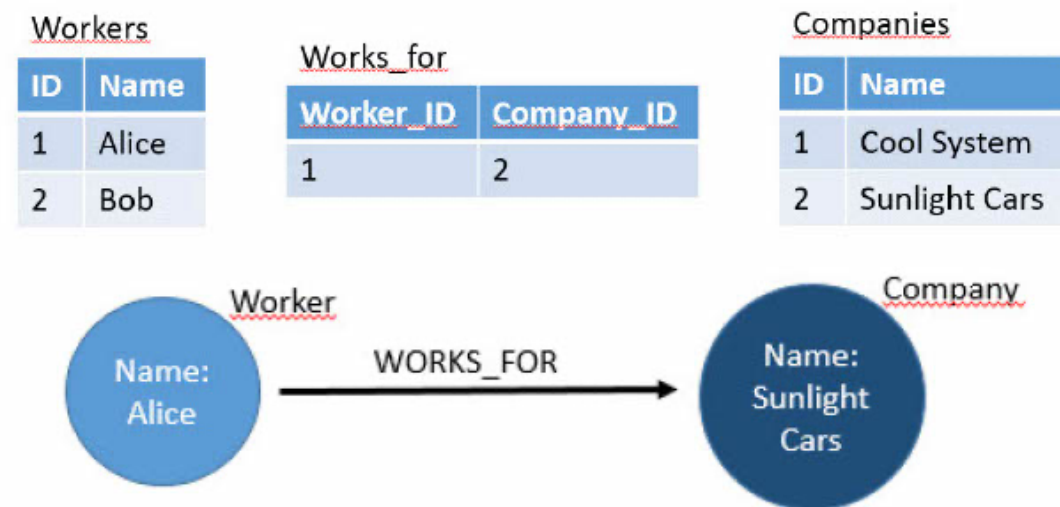 Workers
ID Name
1 Alice
2 Bob
Works_for
Worker_ID Company_ID
1 2
Companies
ID Name
1 Cool System
2 Sunlight Cars
Worker
Name:
Alice
WORKS_FOR
Company
Name:
Sunlight
Cars